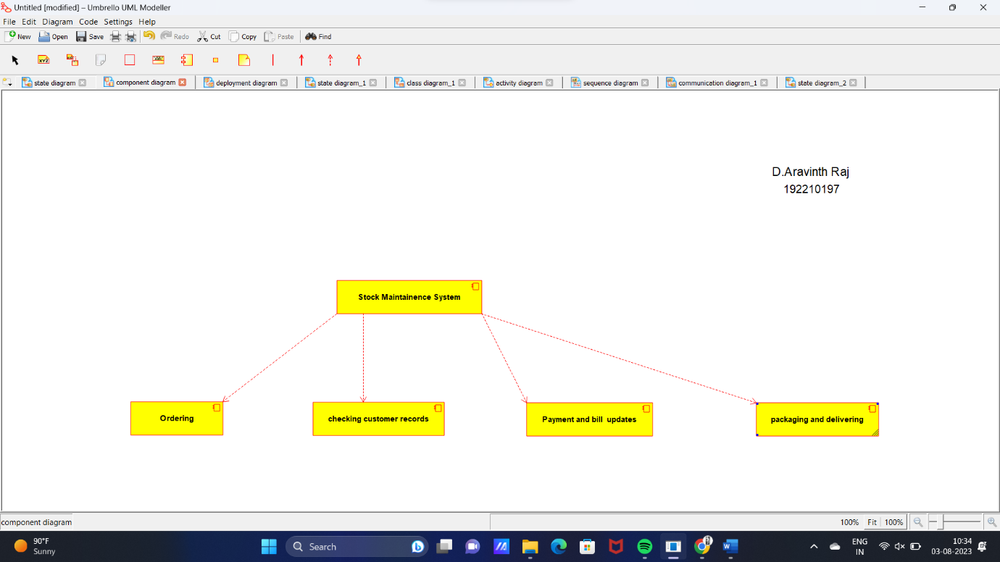 Untitled [modified] – Umbrello UML Modeller
File Edit Diagram Code Settings Help
New Open Save Redo Cut Copy Paste Find
XYZ ABC
state diagram component diagram deployment diagram state diagram_1 class diagram_1 activity diagram sequence diagram communication diagram_1 state diagram_2
D.Aravinth Raj
192210197
Stock Maintainence System
Ordering checking customer records Payment and bill updates packaging and delivering
component diagram 100% Fit 100%
90°F Search ENG 10:34
Sunny IN 03-08-2023